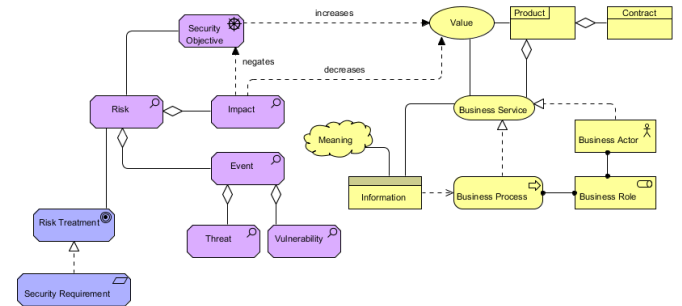 increases
Product
Contract
Security
Objective
Value
negates
decreases
Risk
Impact
Business Service
Meaning
Business Actor
Event
Information
Business Process
Business Role
Risk Treatment
Threat
Vulnerability
Security Requirement